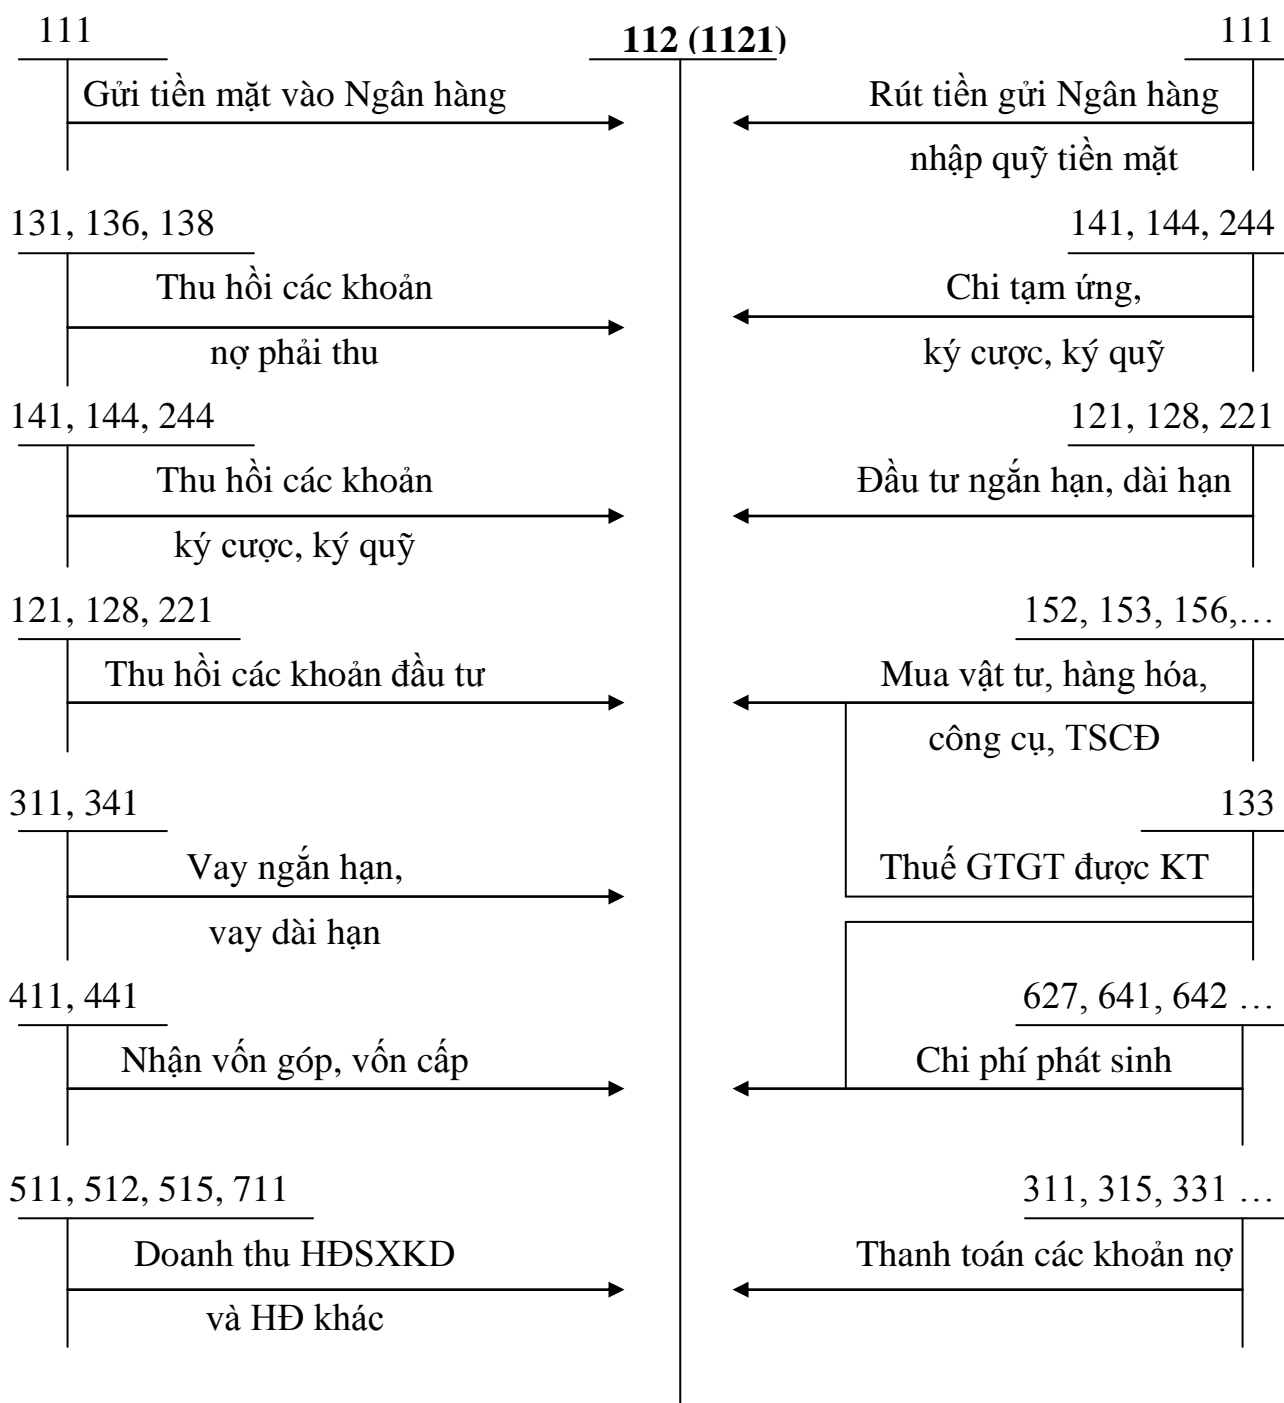 111
112 (1121)
111
Gửi tiền mặt vào Ngân hàng
Rút tiền gửi Ngân hàng
nhập quỹ tiền mặt
131, 136, 138
141, 144, 244
Thu hồi các khoản
nợ phải thu
Chi tạm ứng,
ký cược, ký quỹ
141, 144, 244
121, 128, 221
Thu hồi các khoản
ký cược, ký quỹ
Đầu tư ngắn hạn, dài hạn
121, 128, 221
152, 153, 156,…
Thu hồi các khoản đầu tư
Mua vật tư, hàng hóa,
công cụ, TSCĐ
311, 341
133
Vay ngắn hạn,
vay dài hạn
Thuế GTGT được KT
411, 441
627, 641, 642 …
Nhận vốn góp, vốn cấp
Chi phí phát sinh
511, 512, 515, 711
311, 315, 331 …
Doanh thu HĐSXKD
và HĐ khác
Thanh toán các khoản nợ